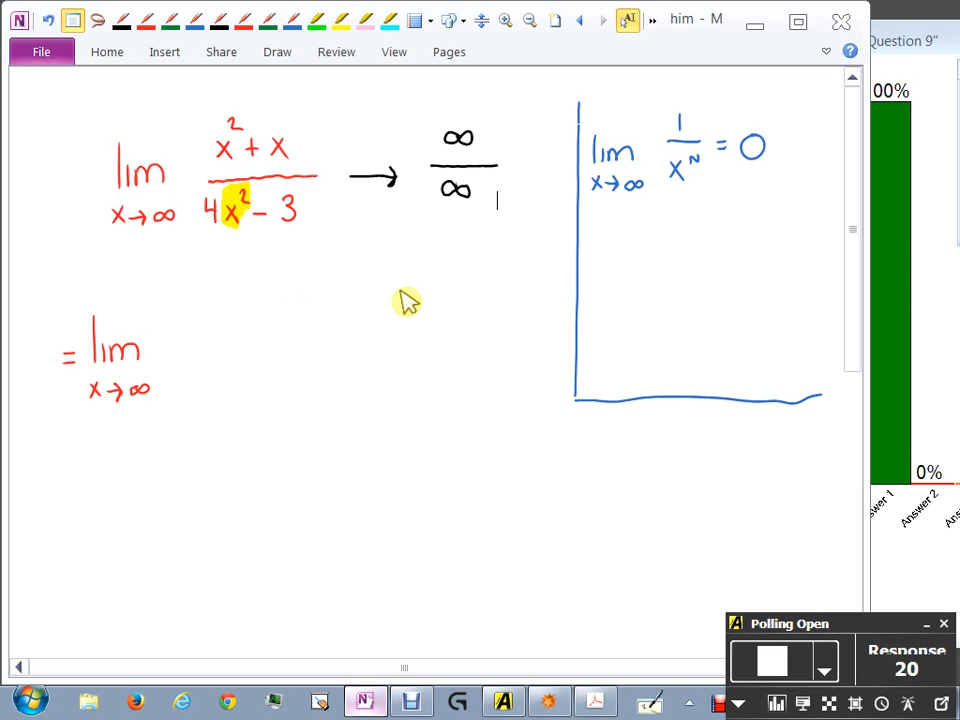 him - M
Question 9"
File Home Insert Share Draw Review View Pages
lim x→∞ x² + x / 4x² - 3 → ∞ / ∞
lim x→∞ 1 / xᴺ = 0
= lim x→∞
00%
0%
swer 1
Answer 2
Polling Open
Response
20